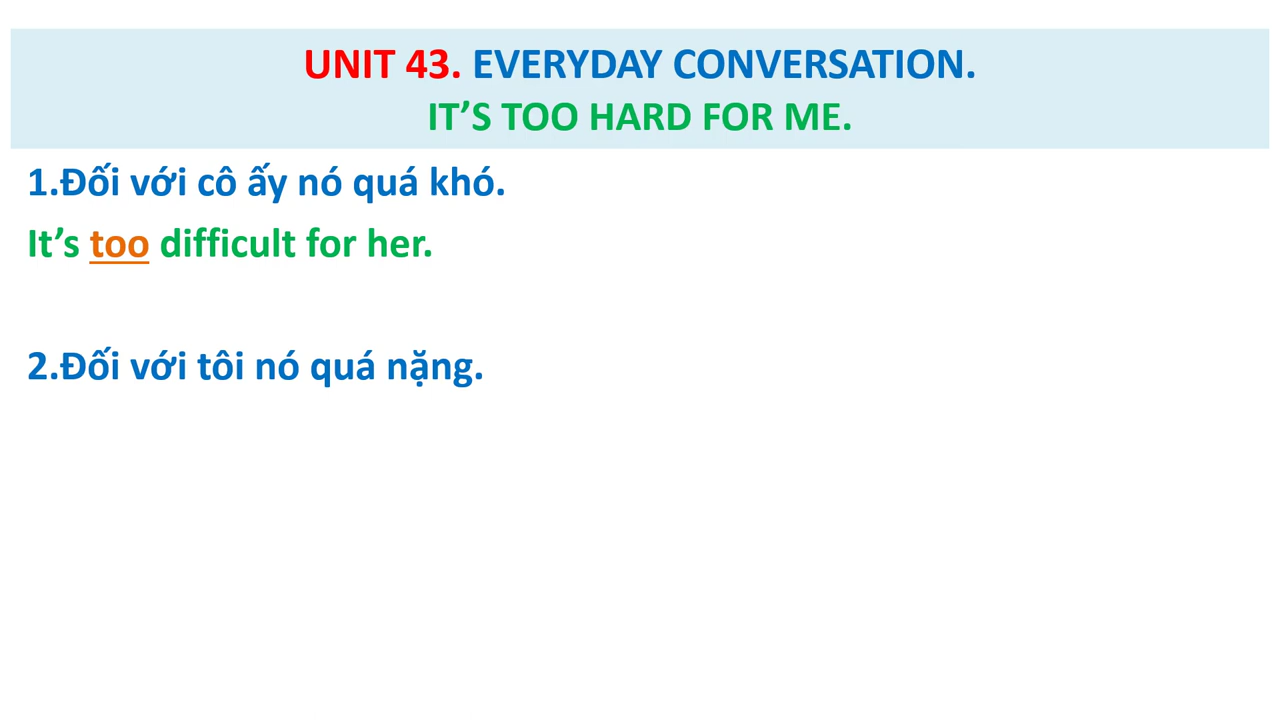 UNIT 43. EVERYDAY CONVERSATION.
IT’S TOO HARD FOR ME.
1.Đối với cô ấy nó quá khó.
It’s too difficult for her.
2.Đối với tôi nó quá nặng.